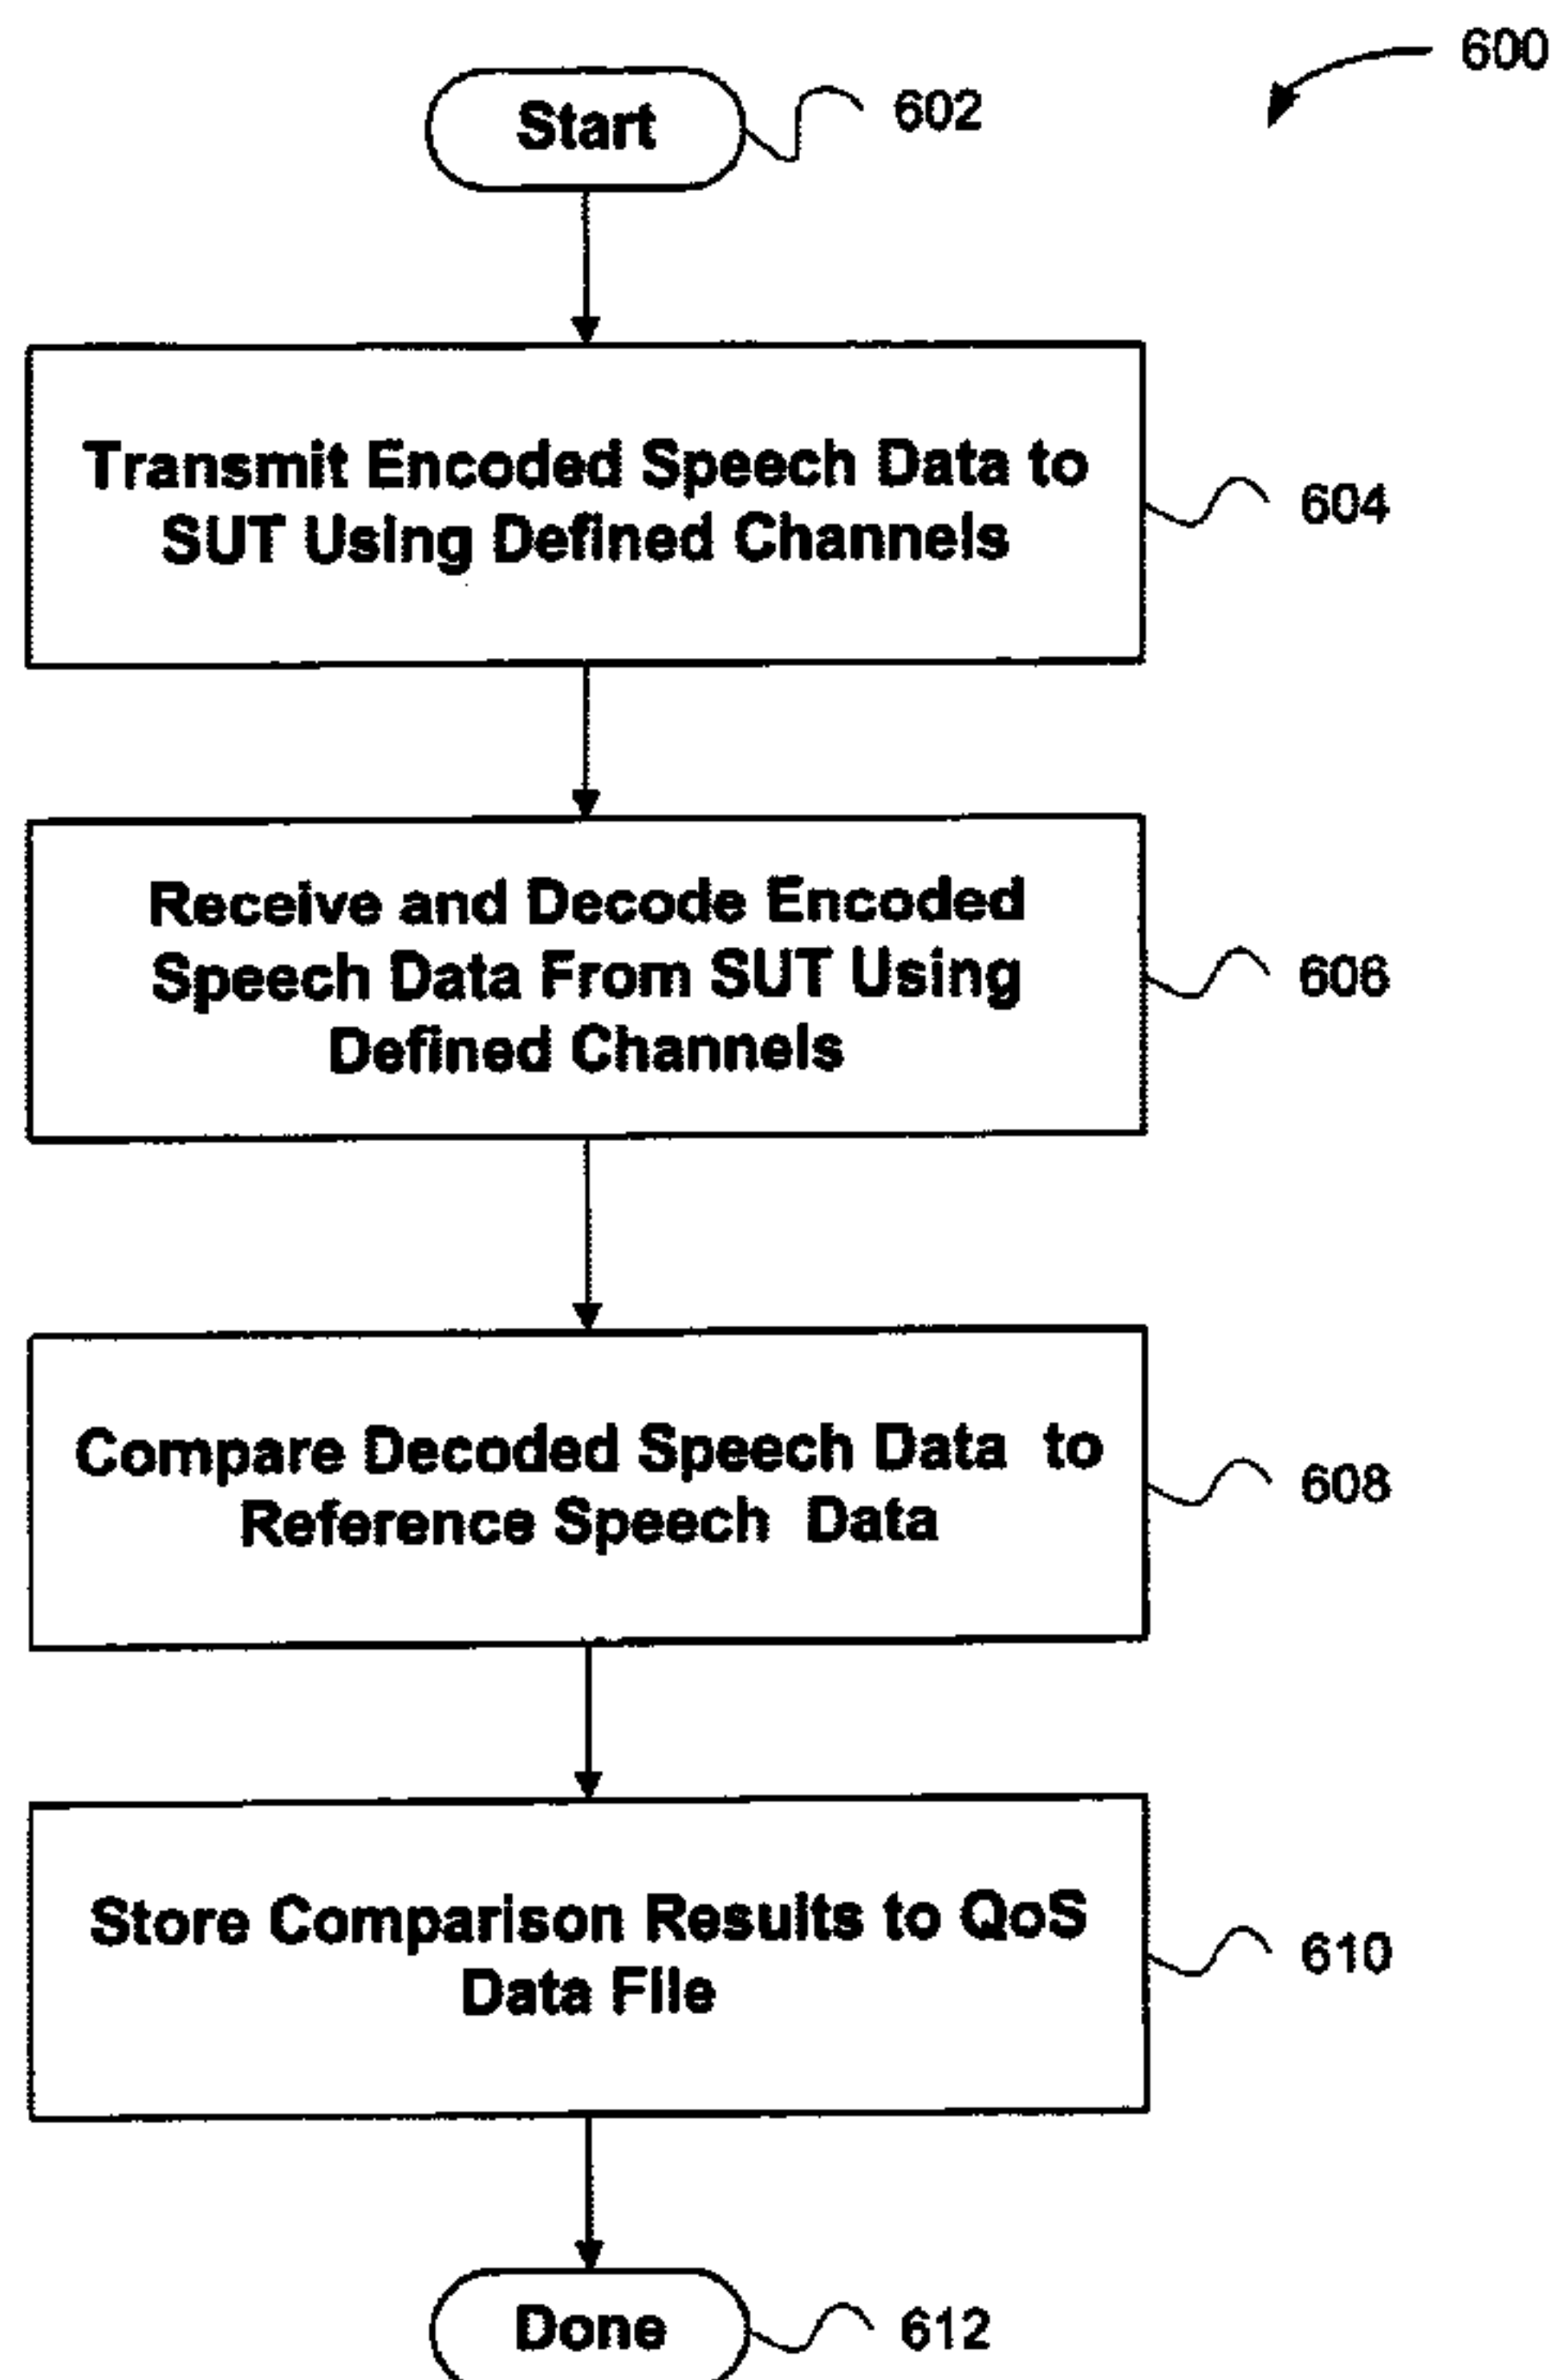 600
Start
602
Transmit Encoded Speech Data to
SUT Using Defined Channels
604
Receive and Decode Encoded
Speech Data From SUT Using
Defined Channels
606
Compare Decoded Speech Data to
Reference Speech Data
608
Store Comparison Results to QoS
Data File
610
Done
612